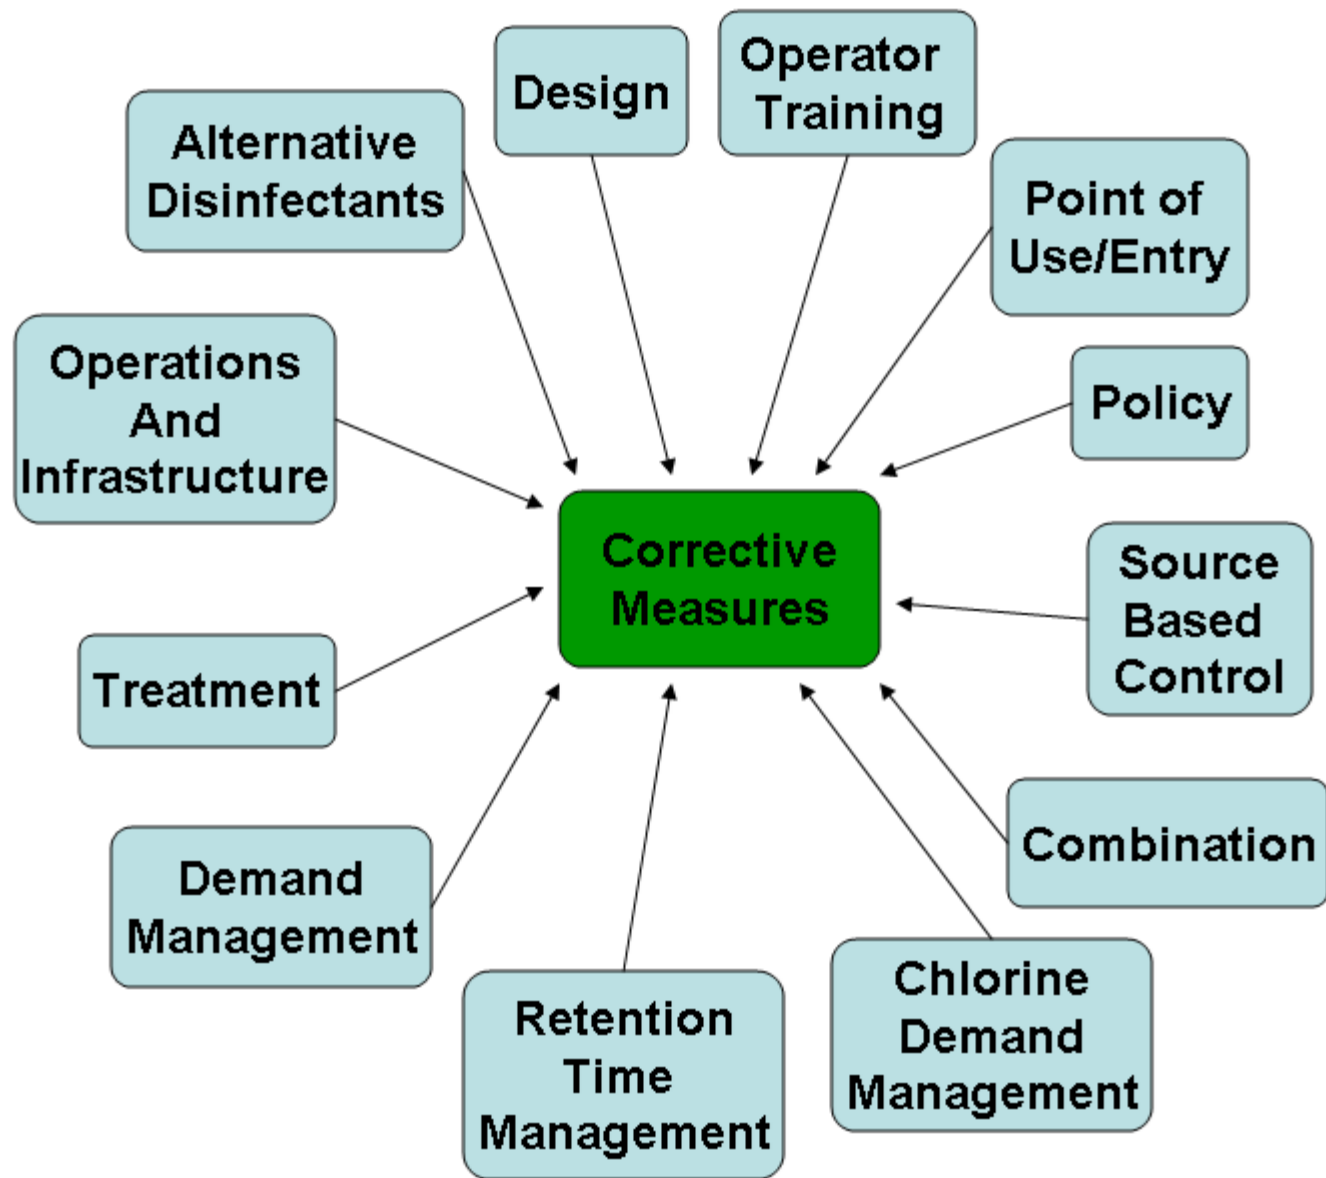 Design
Operator
Training
Alternative
Disinfectants
Point of
Use/Entry
Operations
And
Infrastructure
Policy
Corrective
Measures
Source
Based
Control
Treatment
Combination
Demand
Management
Retention
Time
Management
Chlorine
Demand
Management